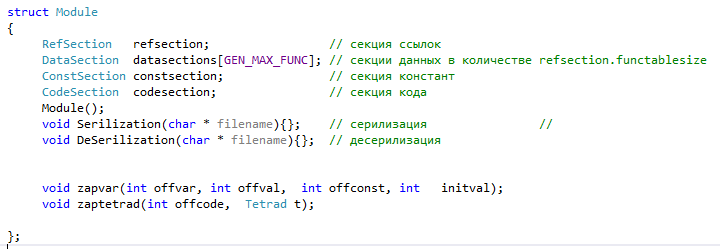 struct Module
{
RefSection refsection; // секция ссылок
DataSection datasections[GEN_MAX_FUNC]; // секции данных в количестве refsection.functablesize
ConstSection constsection; // секция констант
CodeSection codesection; // секция кода
Module();
void Serilization(char * filename){}; // серилизация //
void DeSerilization(char * filename){}; // десерилизация
void zapvar(int offvar, int offval, int offconst, int initval);
void zaptetrad(int offcode, Tetrad t);
};